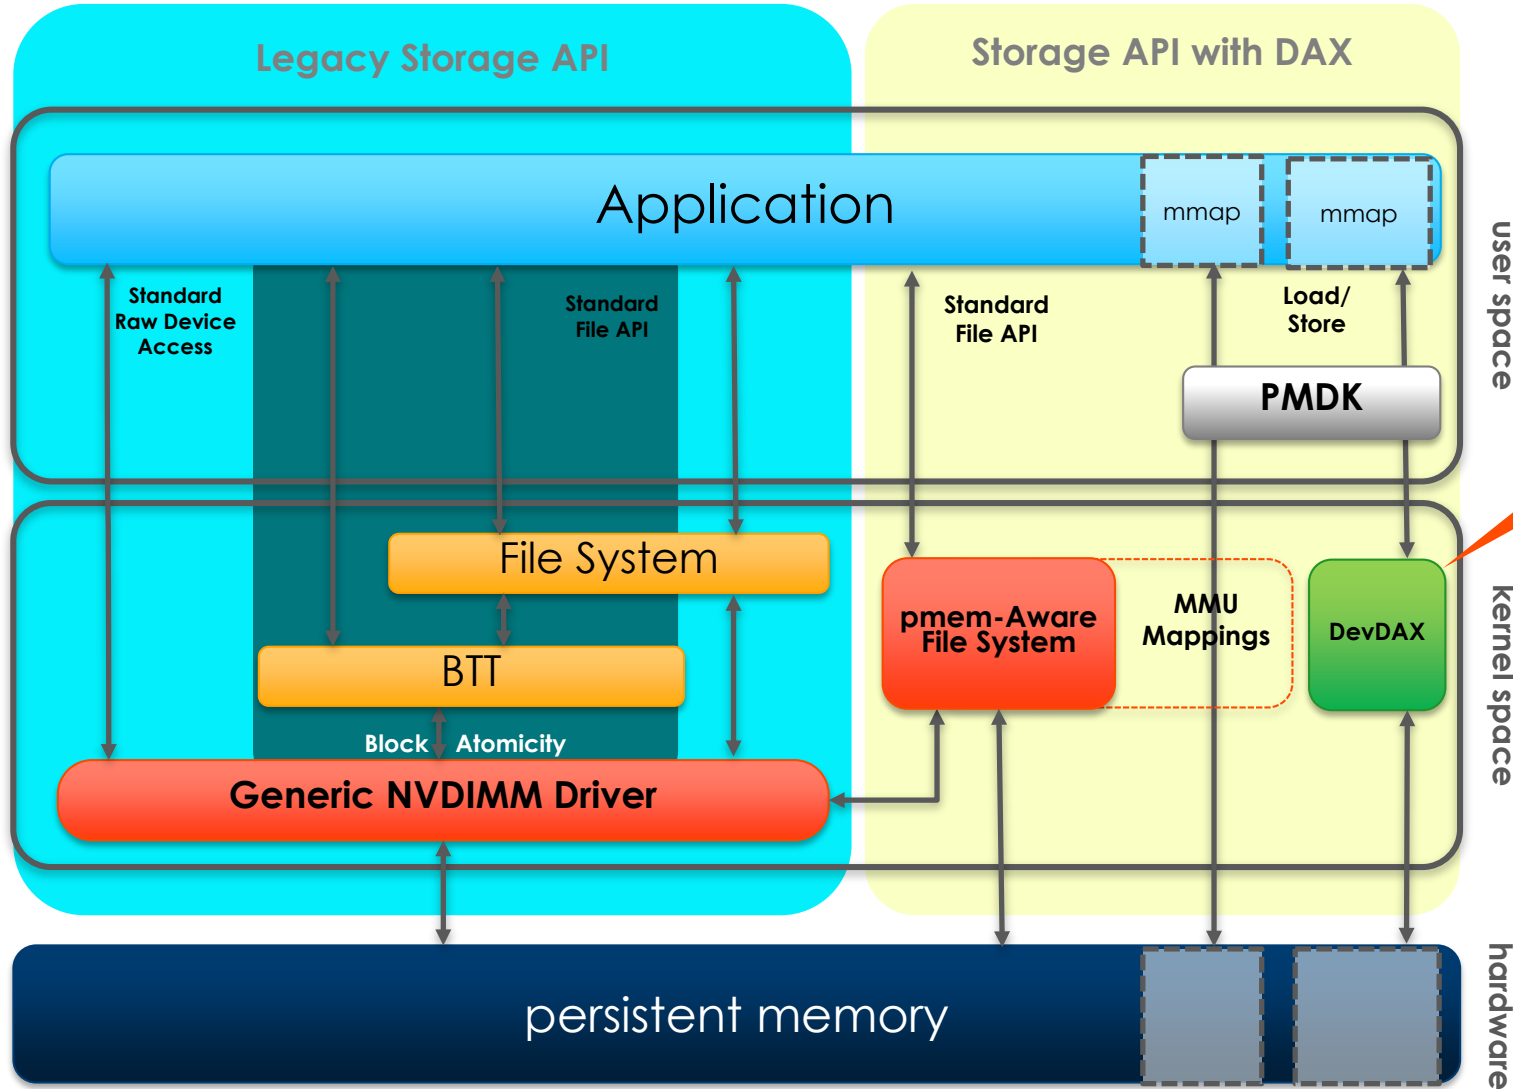 Legacy Storage API
Storage API with DAX
Application
mmap
mmap
Standard
Raw Device
Access
Standard
File API
Standard
File API
Load/
Store
PMDK
user space
File System
BTT
Block Atomicity
Generic NVDIMM Driver
pmem-Aware
File System
MMU
Mappings
DevDAX
kernel space
persistent memory
hardware